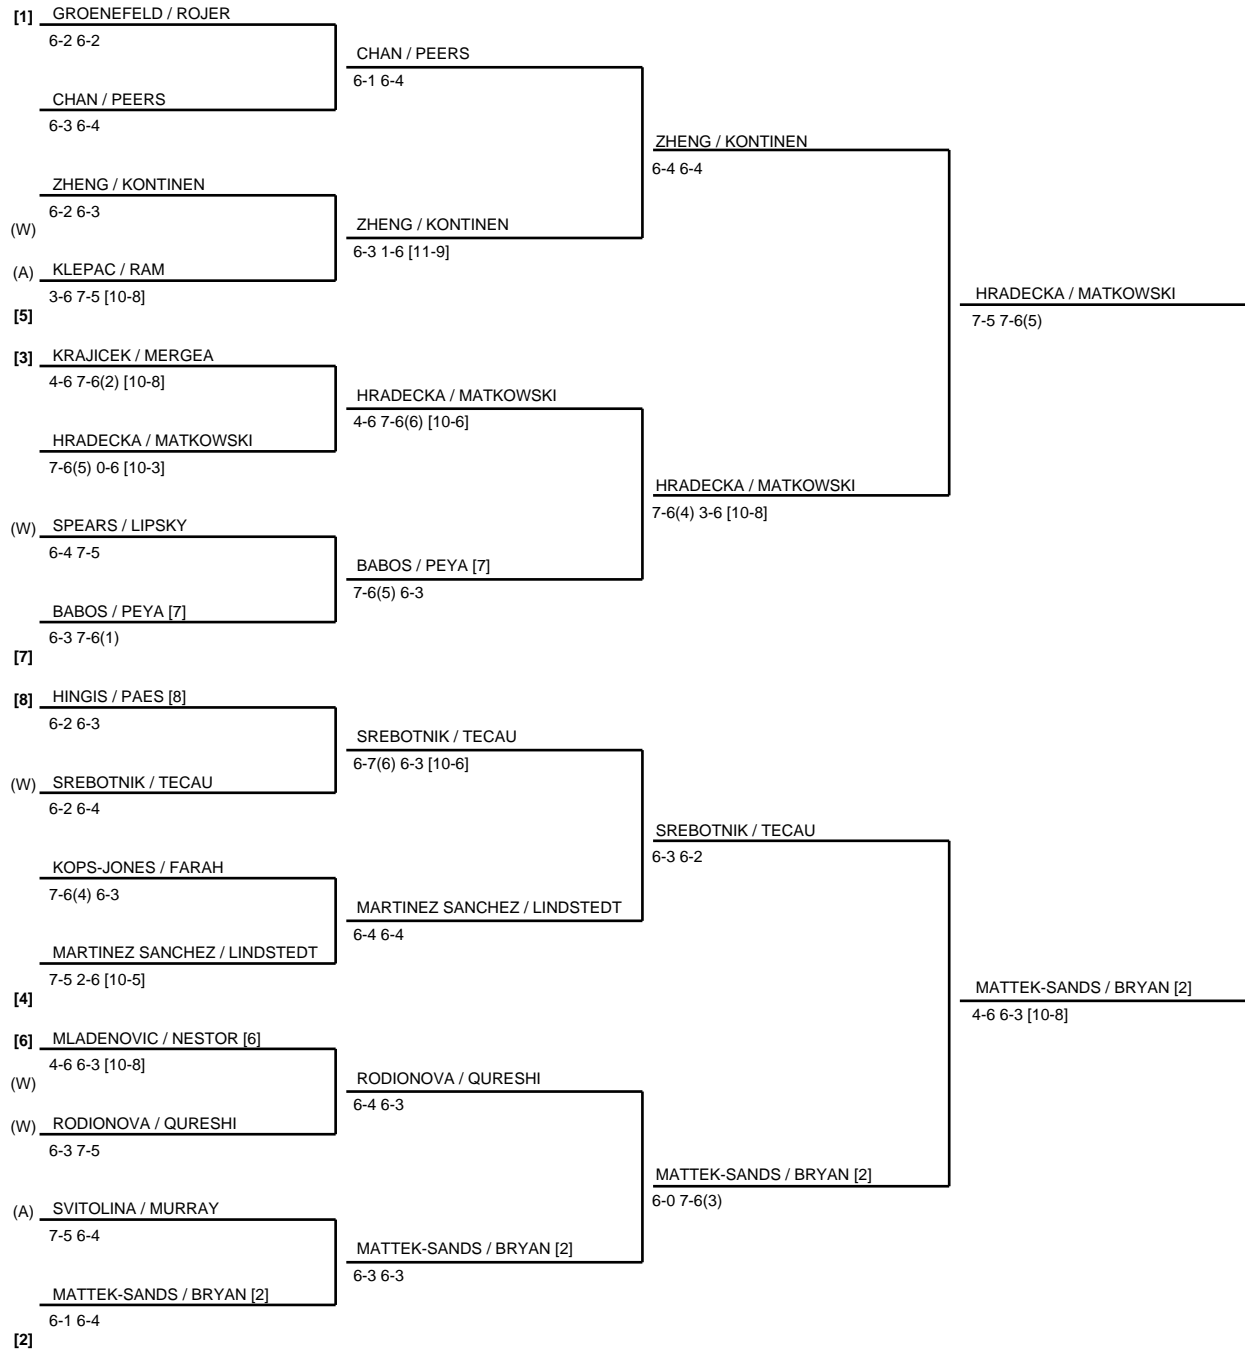 [1] GROENEFELD / ROJER
6-2 6-2
CHAN / PEERS
6-1 6-4
CHAN / PEERS
6-3 6-4
ZHENG / KONTINEN
6-4 6-4
ZHENG / KONTINEN
6-2 6-3
(W)
ZHENG / KONTINEN
6-3 1-6 [11-9]
(A) KLEPAC / RAM
3-6 7-5 [10-8]
[5]
HRADECKA / MATKOWSKI
7-5 7-6(5)
[3] KRAJICEK / MERGEA
4-6 7-6(2) [10-8]
HRADECKA / MATKOWSKI
4-6 7-6(6) [10-6]
HRADECKA / MATKOWSKI
7-6(5) 0-6 [10-3]
HRADECKA / MATKOWSKI
7-6(4) 3-6 [10-8]
(W) SPEARS / LIPSKY
6-4 7-5
BABOS / PEYA [7]
7-6(5) 6-3
BABOS / PEYA [7]
6-3 7-6(1)
[7]
[8] HINGIS / PAES [8]
6-2 6-3
SREBOTNIK / TECAU
6-7(6) 6-3 [10-6]
(W) SREBOTNIK / TECAU
6-2 6-4
SREBOTNIK / TECAU
6-3 6-2
KOPS-JONES / FARAH
7-6(4) 6-3
MARTINEZ SANCHEZ / LINDSTEDT
6-4 6-4
MARTINEZ SANCHEZ / LINDSTEDT
7-5 2-6 [10-5]
[4]
MATTEK-SANDS / BRYAN [2]
4-6 6-3 [10-8]
[6] MLADENOVIC / NESTOR [6]
4-6 6-3 [10-8]
(W)
RODIONOVA / QURESHI
6-4 6-3
(W) RODIONOVA / QURESHI
6-3 7-5
MATTEK-SANDS / BRYAN [2]
6-0 7-6(3)
(A) SVITOLINA / MURRAY
7-5 6-4
MATTEK-SANDS / BRYAN [2]
6-3 6-3
MATTEK-SANDS / BRYAN [2]
6-1 6-4
[2]